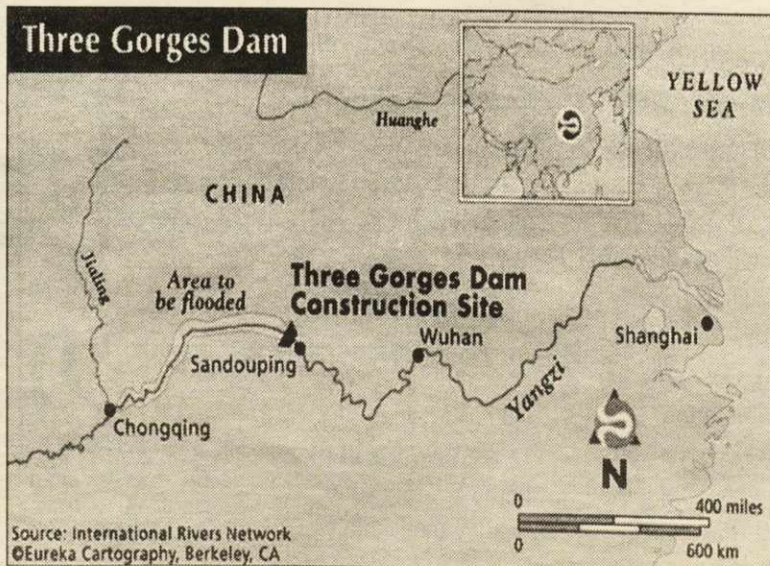 Three Gorges Dam
YELLOW
SEA
Huanghe
CHINA
Jialing
Area to
be flooded
Three Gorges Dam
Construction Site
Sandouping
Wuhan
Shanghai
Yangzi
Chongqing
N
0 400 miles
0 600 km
Source: International Rivers Network
©Eureka Cartography, Berkeley, CA